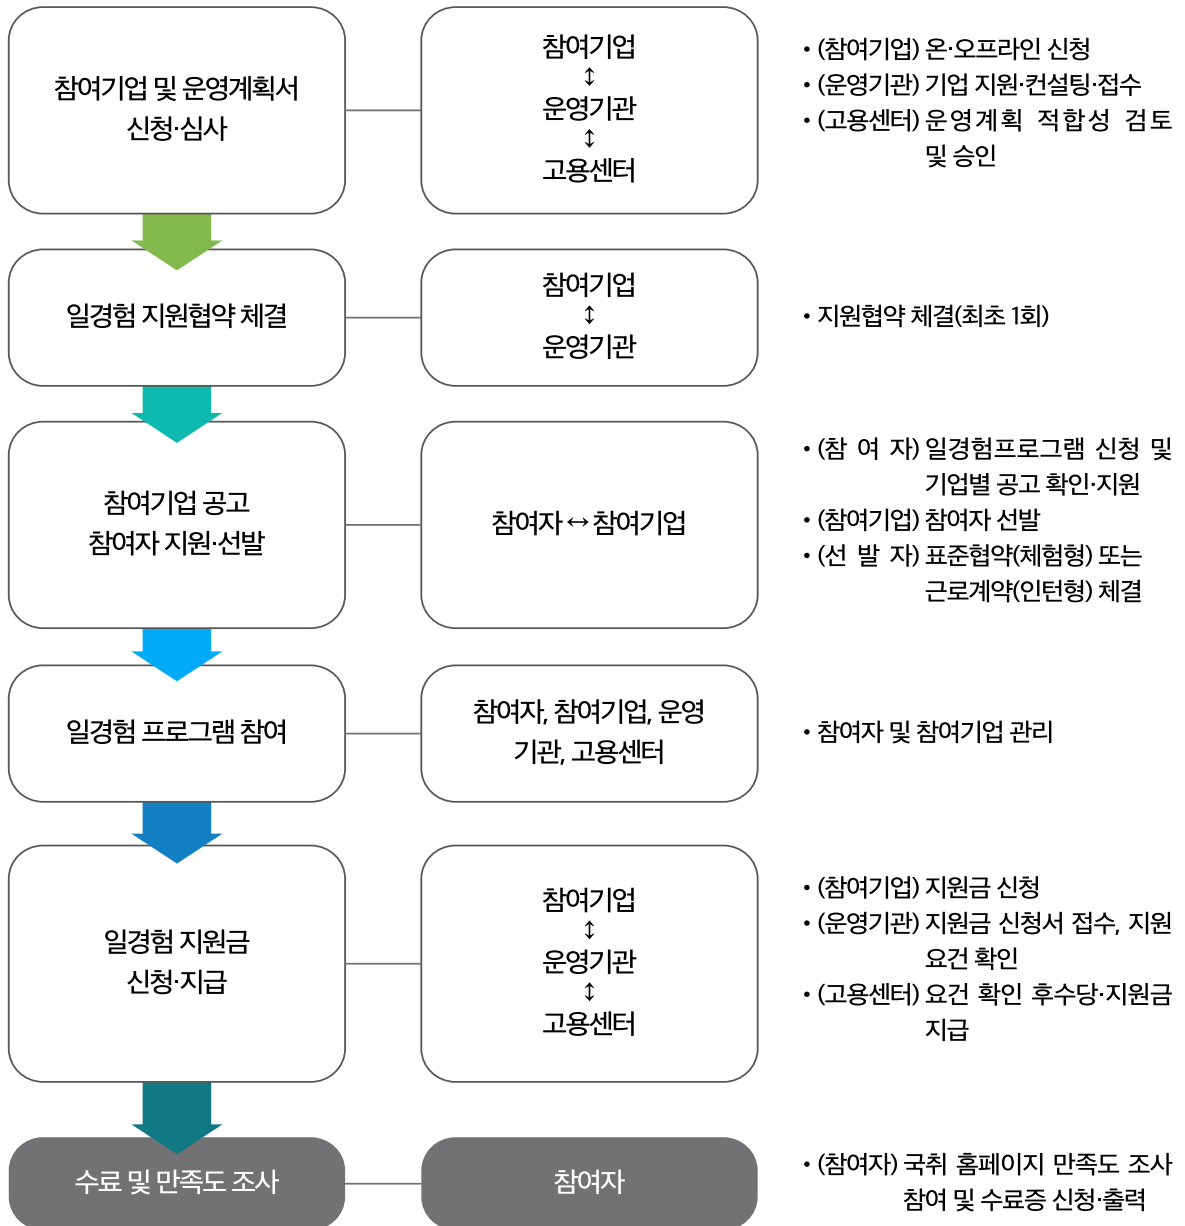 참여기업 및 운영계획서
신청·심사
참여기업
↕
운영기관
↕
고용센터
• (참여기업) 온·오프라인 신청
• (운영기관) 기업 지원·컨설팅·접수
• (고용센터) 운영계획 적합성 검토
및 승인
일경험 지원협약 체결
참여기업
↕
운영기관
• 지원협약 체결(최초 1회)
참여기업 공고
참여자 지원·선발
참여자 ↔ 참여기업
• (참 여 자) 일경험프로그램 신청 및
기업별 공고 확인·지원
• (참여기업) 참여자 선발
• (선 발 자) 표준협약(체험형) 또는
근로계약(인턴형) 체결
일경험 프로그램 참여
참여자, 참여기업, 운영
기관, 고용센터
• 참여자 및 참여기업 관리
일경험 지원금
신청·지급
참여기업
↕
운영기관
↕
고용센터
• (참여기업) 지원금 신청
• (운영기관) 지원금 신청서 접수, 지원
요건 확인
• (고용센터) 요건 확인 후수당·지원금
지급
수료 및 만족도 조사
참여자
• (참여자) 국취 홈페이지 만족도 조사
참여 및 수료증 신청·출력